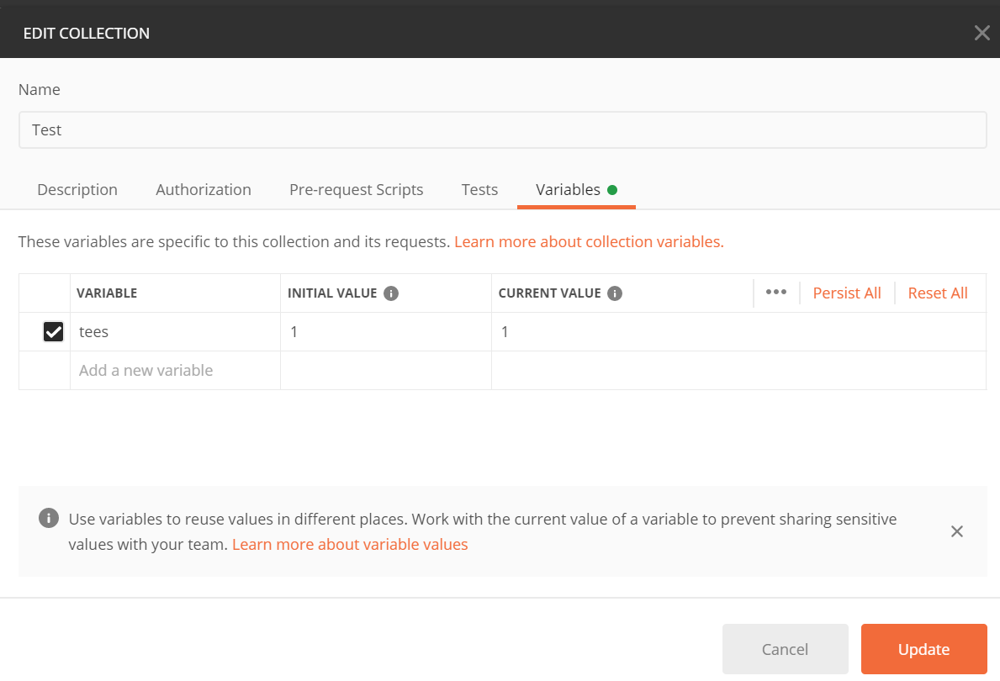 EDIT COLLECTION
Name
Test
Description Authorization Pre-request Scripts Tests Variables
These variables are specific to this collection and its requests. Learn more about collection variables.
VARIABLE INITIAL VALUE CURRENT VALUE Persist All Reset All
tees 1 1
Add a new variable
Use variables to reuse values in different places. Work with the current value of a variable to prevent sharing sensitive
values with your team. Learn more about variable values
Cancel Update